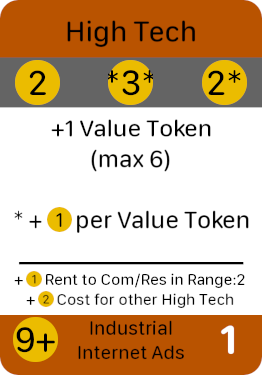 High Tech
2 *3* 2*
+1 Value Token
(max 6)
* + 1 per Value Token
+ 1 Rent to Com/Res in Range:2
+ 2 Cost for other High Tech
9+ Industrial 1
Internet Ads